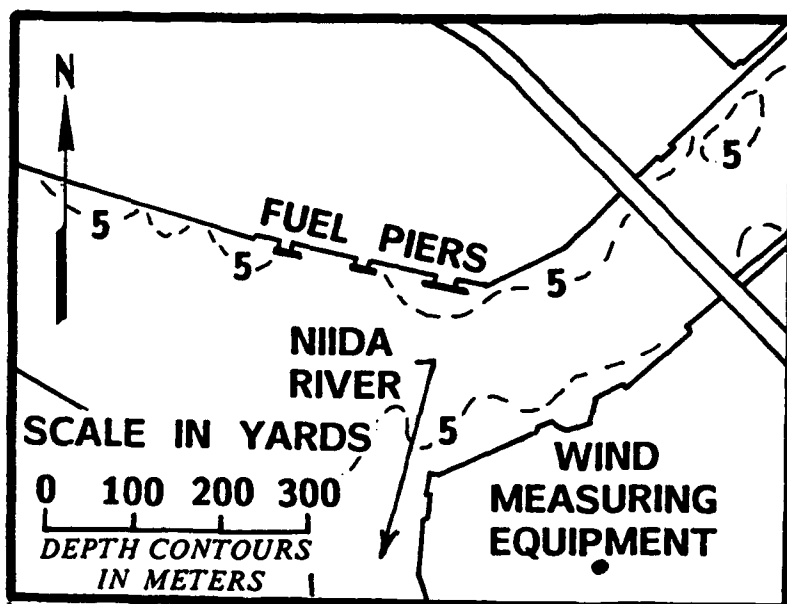 N
5
5
FUEL PIERS
5
5
NIIDA
RIVER
5
SCALE IN YARDS
0 100 200 300
DEPTH CONTOURS
IN METERS
WIND
MEASURING
EQUIPMENT